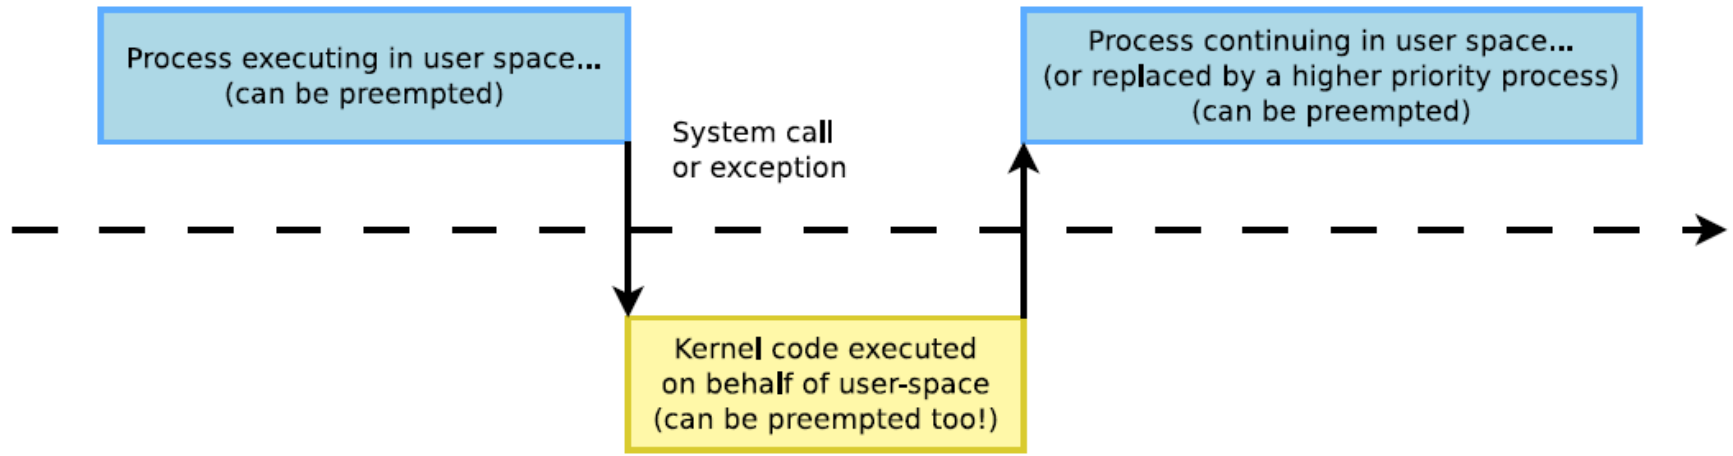 Process executing in user space...
(can be preempted)
System call
or exception
Process continuing in user space...
(or replaced by a higher priority process)
(can be preempted)
Kernel code executed
on behalf of user-space
(can be preempted too!)